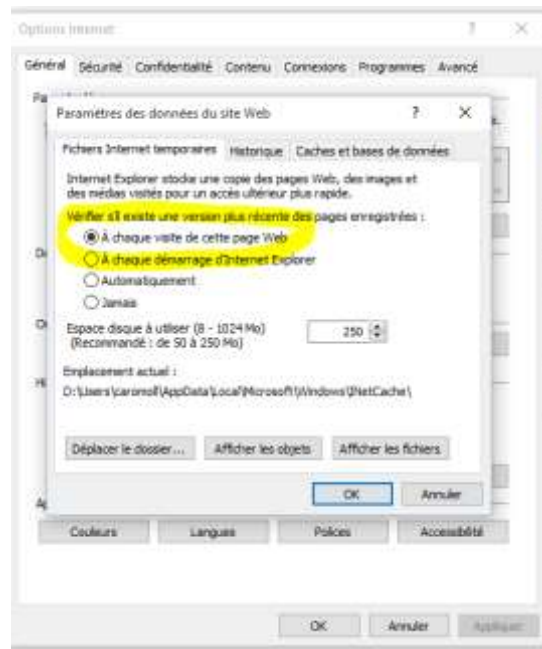 Options Internet
? ×
Général Sécurité Confidentialité Contenu Connexions Programmes Avancé
Paramètres des données du site Web ? ×
Fichiers Internet temporaires Historique Caches et bases de données
Internet Explorer stocke une copie des pages Web, des images et
des médias visités pour un accès ultérieur plus rapide.
Vérifier s'il existe une version plus récente des pages enregistrées :
À chaque visite de cette page Web
À chaque démarrage d'Internet Explorer
Automatiquement
Jamais
Espace disque à utiliser (8 - 1024 Mo) 250
(Recommandé : de 50 à 250 Mo)
Emplacement actuel :
D:\Users\caromoll\AppData\Local\Microsoft\Windows\INetCache\
Déplacer le dossier... Afficher les objets Afficher les fichiers
OK Annuler
Couleurs Langues Polices Accessibilité
OK Annuler Appliquer